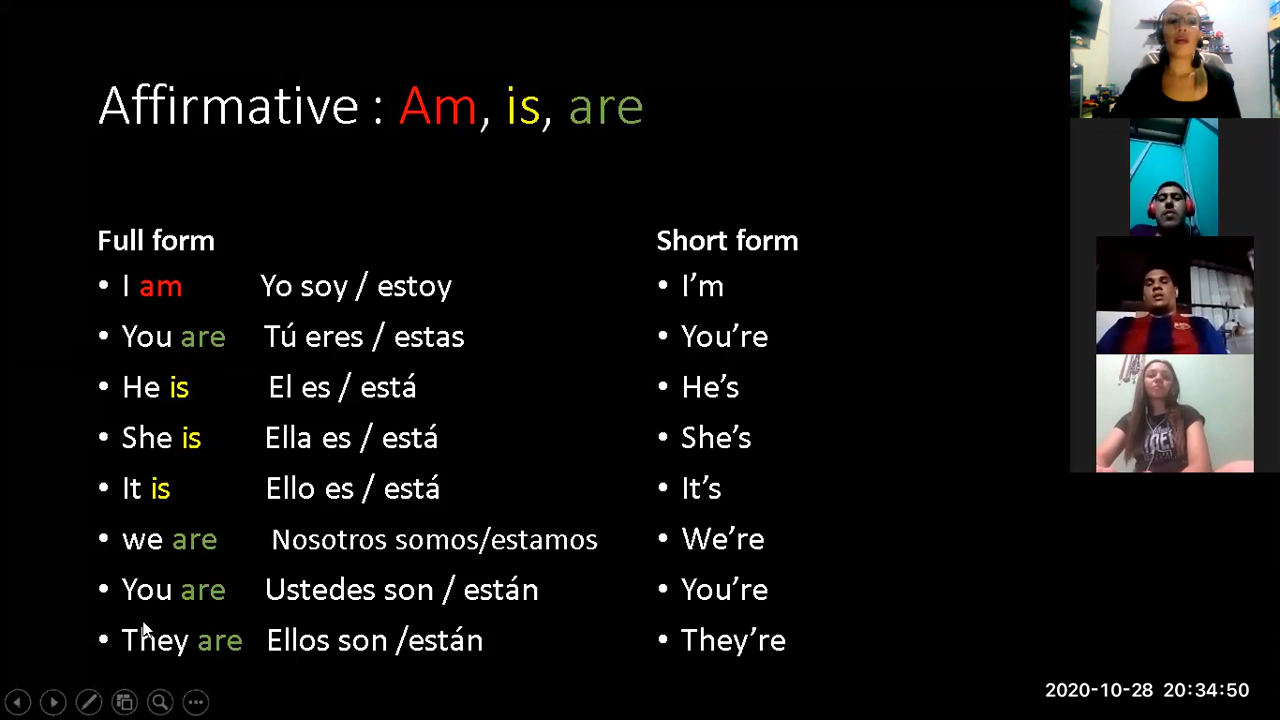 Affirmative : Am, is, are
Full form
• I am Yo soy / estoy
• You are Tú eres / estas
• He is El es / está
• She is Ella es / está
• It is Ello es / está
• we are Nosotros somos/estamos
• You are Ustedes son / están
• They are Ellos son /están
Short form
• I’m
• You’re
• He’s
• She’s
• It’s
• We’re
• You’re
• They’re
2020-10-28 20:34:50